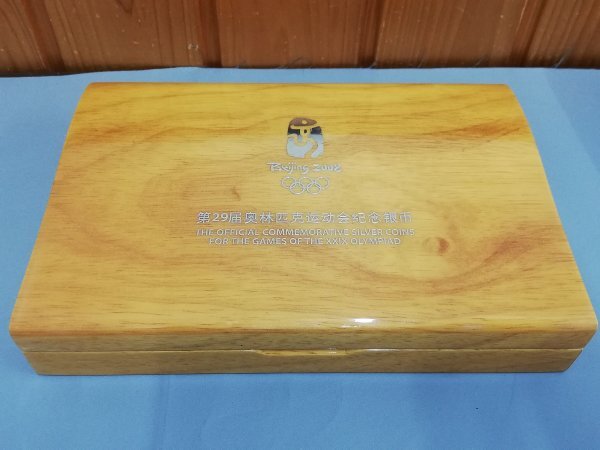 Beijing 2008
第29届奥林匹克运动会纪念银币
THE OFFICIAL COMMEMORATIVE SILVER COINS
FOR THE GAMES OF THE XXIX OLYMPIAD